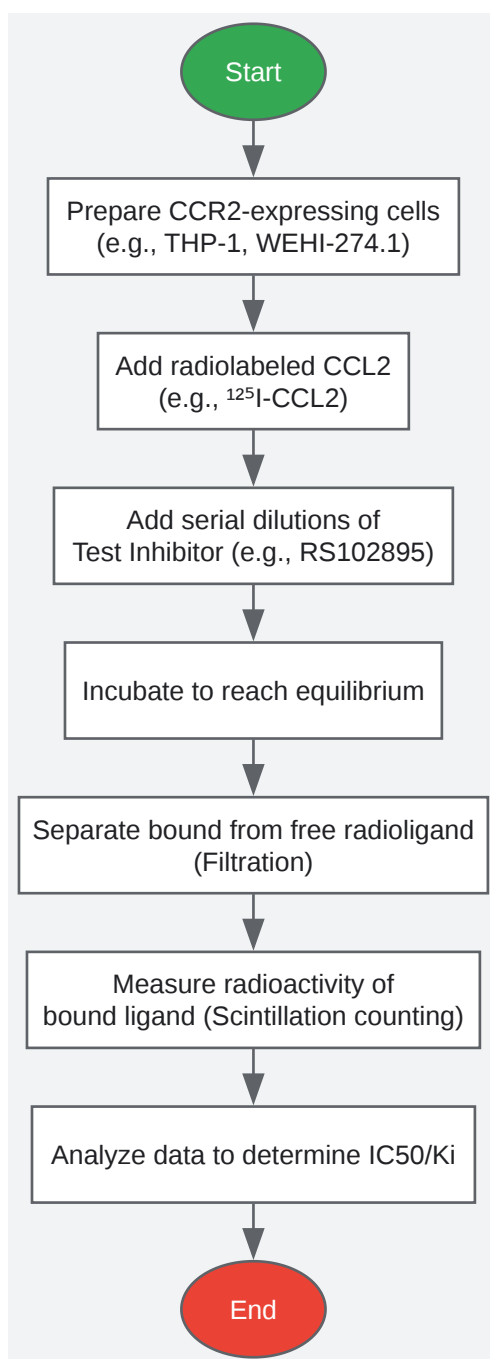 Start
Prepare CCR2-expressing cells
(e.g., THP-1, WEHI-274.1)
Add radiolabeled CCL2
(e.g., ¹²⁵I-CCL2)
Add serial dilutions of
Test Inhibitor (e.g., RS102895)
Incubate to reach equilibrium
Separate bound from free radioligand
(Filtration)
Measure radioactivity of
bound ligand (Scintillation counting)
Analyze data to determine IC50/Ki
End